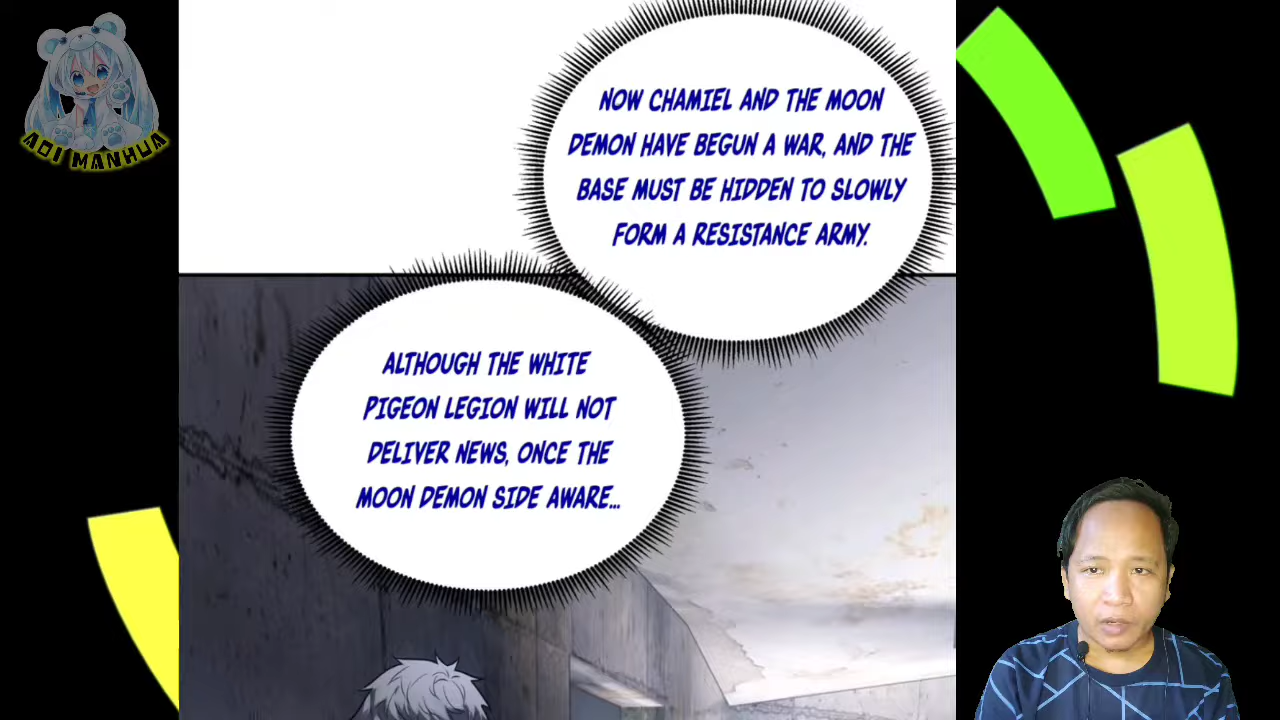 AOI MANHUA
NOW CHAMIEL AND THE MOON
DEMON HAVE BEGUN A WAR, AND THE
BASE MUST BE HIDDEN TO SLOWLY
FORM A RESISTANCE ARMY.
ALTHOUGH THE WHITE
PIGEON LEGION WILL NOT
DELIVER NEWS, ONCE THE
MOON DEMON SIDE AWARE...